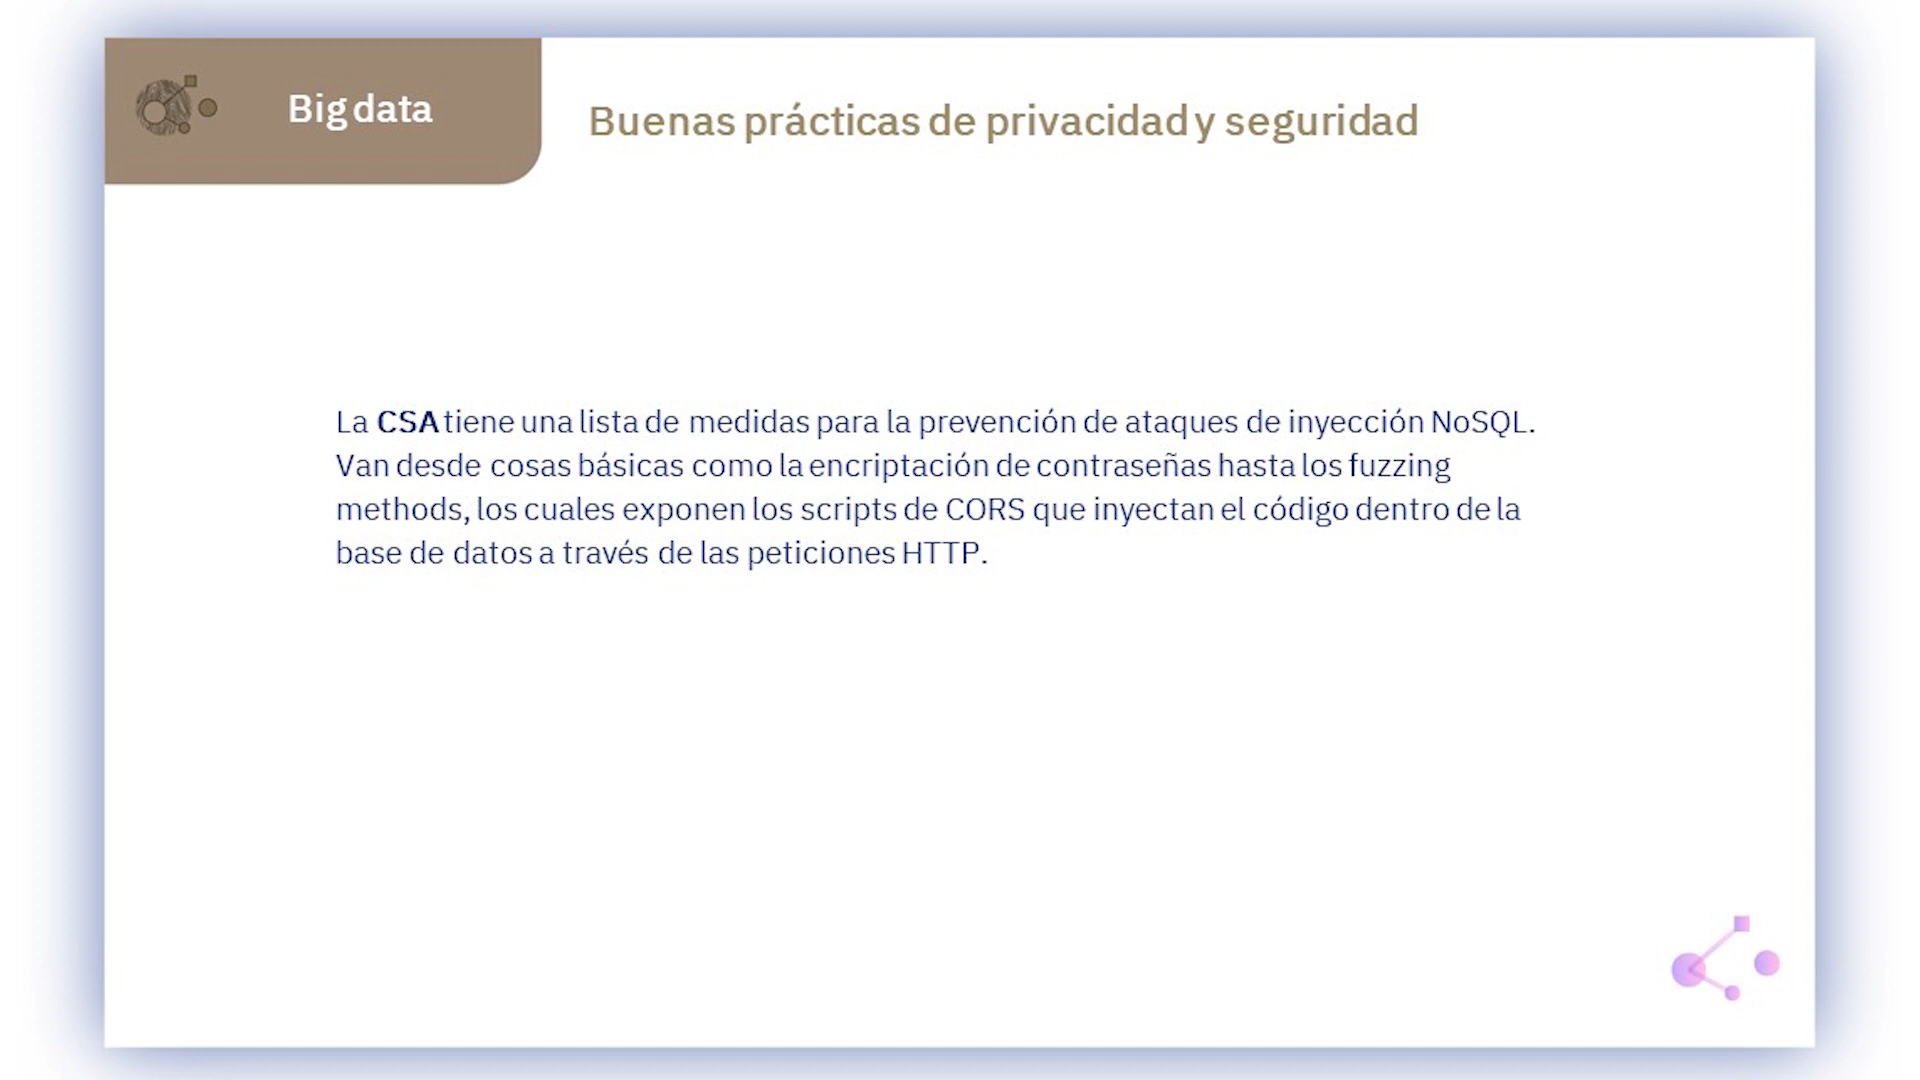 Big data
Buenas prácticas de privacidad y seguridad
La CSA tiene una lista de medidas para la prevención de ataques de inyección NoSQL.
Van desde cosas básicas como la encriptación de contraseñas hasta los fuzzing
methods, los cuales exponen los scripts de CORS que inyectan el código dentro de la
base de datos a través de las peticiones HTTP.